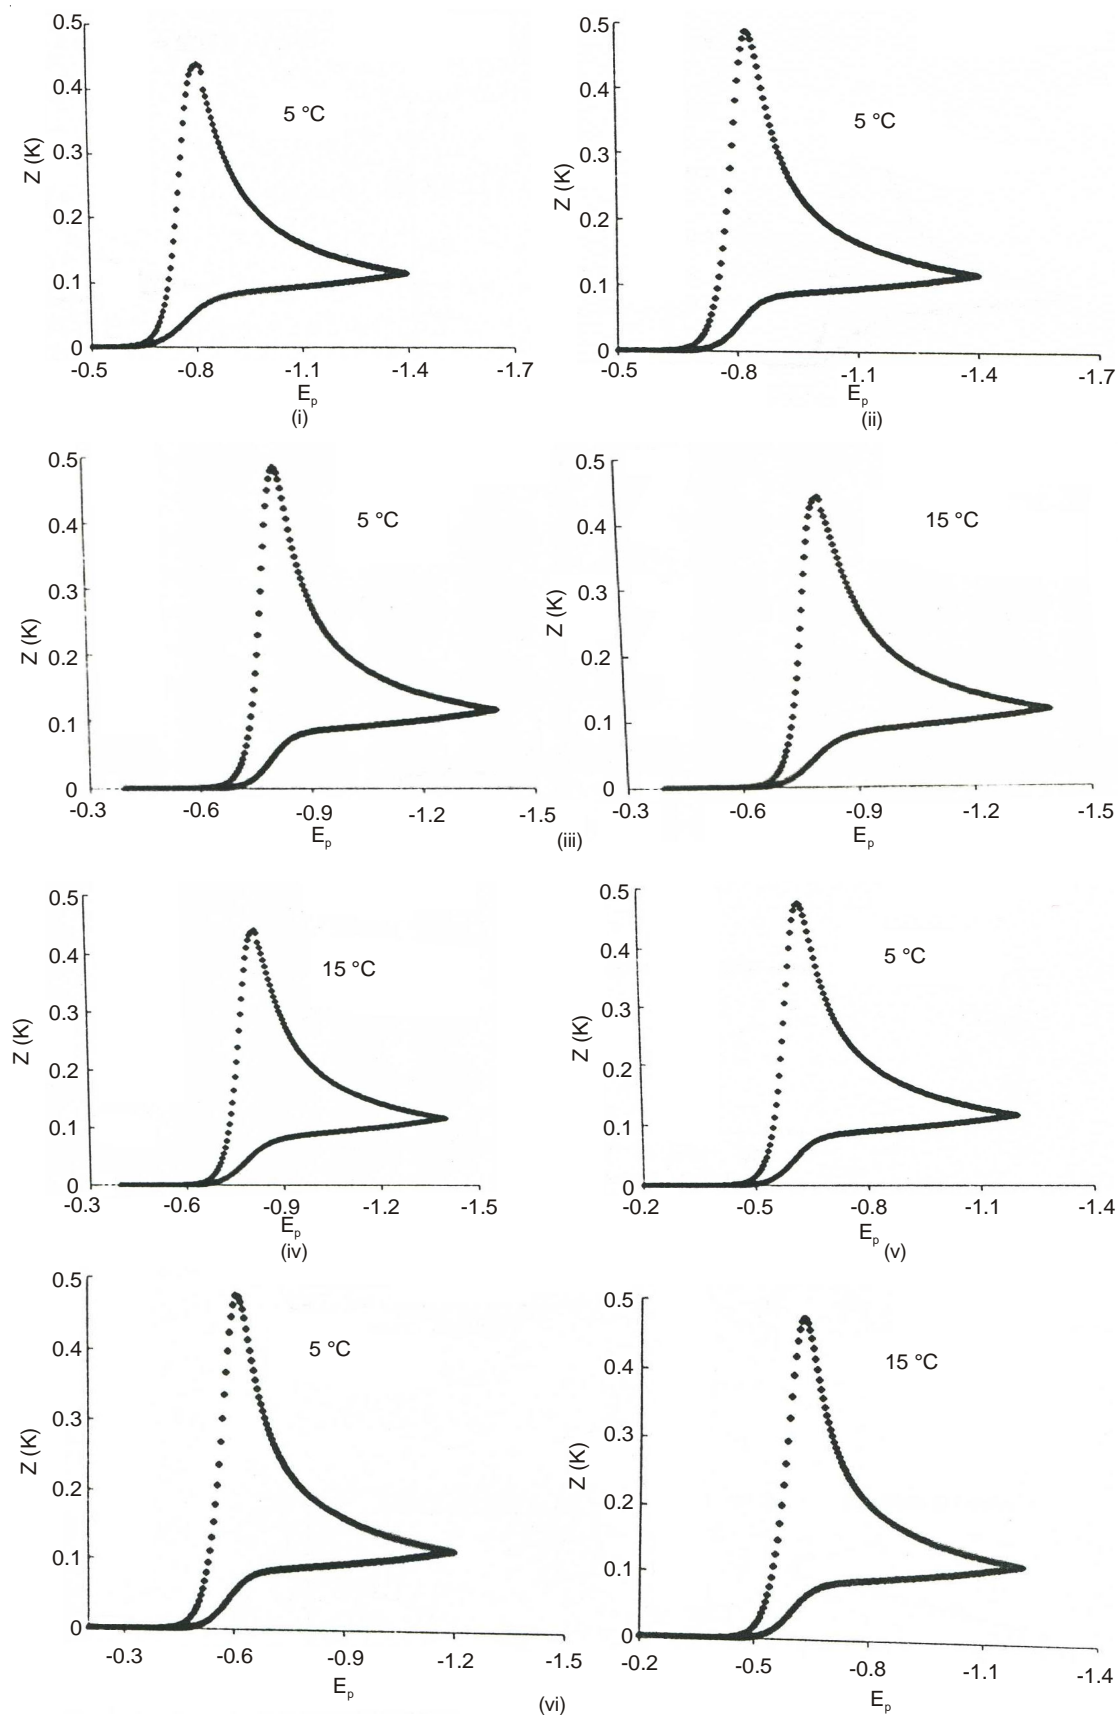 0.5
0.4
0.3
0.2
0.1
0
Z (K)
5 °C
-0.5 -0.8 -1.1 -1.4 -1.7
Eₚ
(i)
0.5
0.4
0.3
0.2
0.1
0
Z (K)
5 °C
-0.5 -0.8 -1.1 -1.4 -1.7
Eₚ
(ii)
0.5
0.4
0.3
0.2
0.1
0
Z (K)
5 °C
-0.3 -0.6 -0.9 -1.2 -1.5
Eₚ
0.5
0.4
0.3
0.2
0.1
0
Z (K)
15 °C
-0.3 -0.6 -0.9 -1.2 -1.5
Eₚ
(iii)
0.5
0.4
0.3
0.2
0.1
0
Z (K)
15 °C
-0.3 -0.6 -0.9 -1.2 -1.5
Eₚ
(iv)
0.5
0.4
0.3
0.2
0.1
0
Z (K)
5 °C
-0.2 -0.5 -0.8 -1.1 -1.4
Eₚ
(v)
0.5
0.4
0.3
0.2
0.1
0
Z (K)
5 °C
-0.3 -0.6 -0.9 -1.2 -1.5
Eₚ
0.5
0.4
0.3
0.2
0.1
0
Z (K)
15 °C
-0.2 -0.5 -0.8 -1.1 -1.4
Eₚ
(vi)